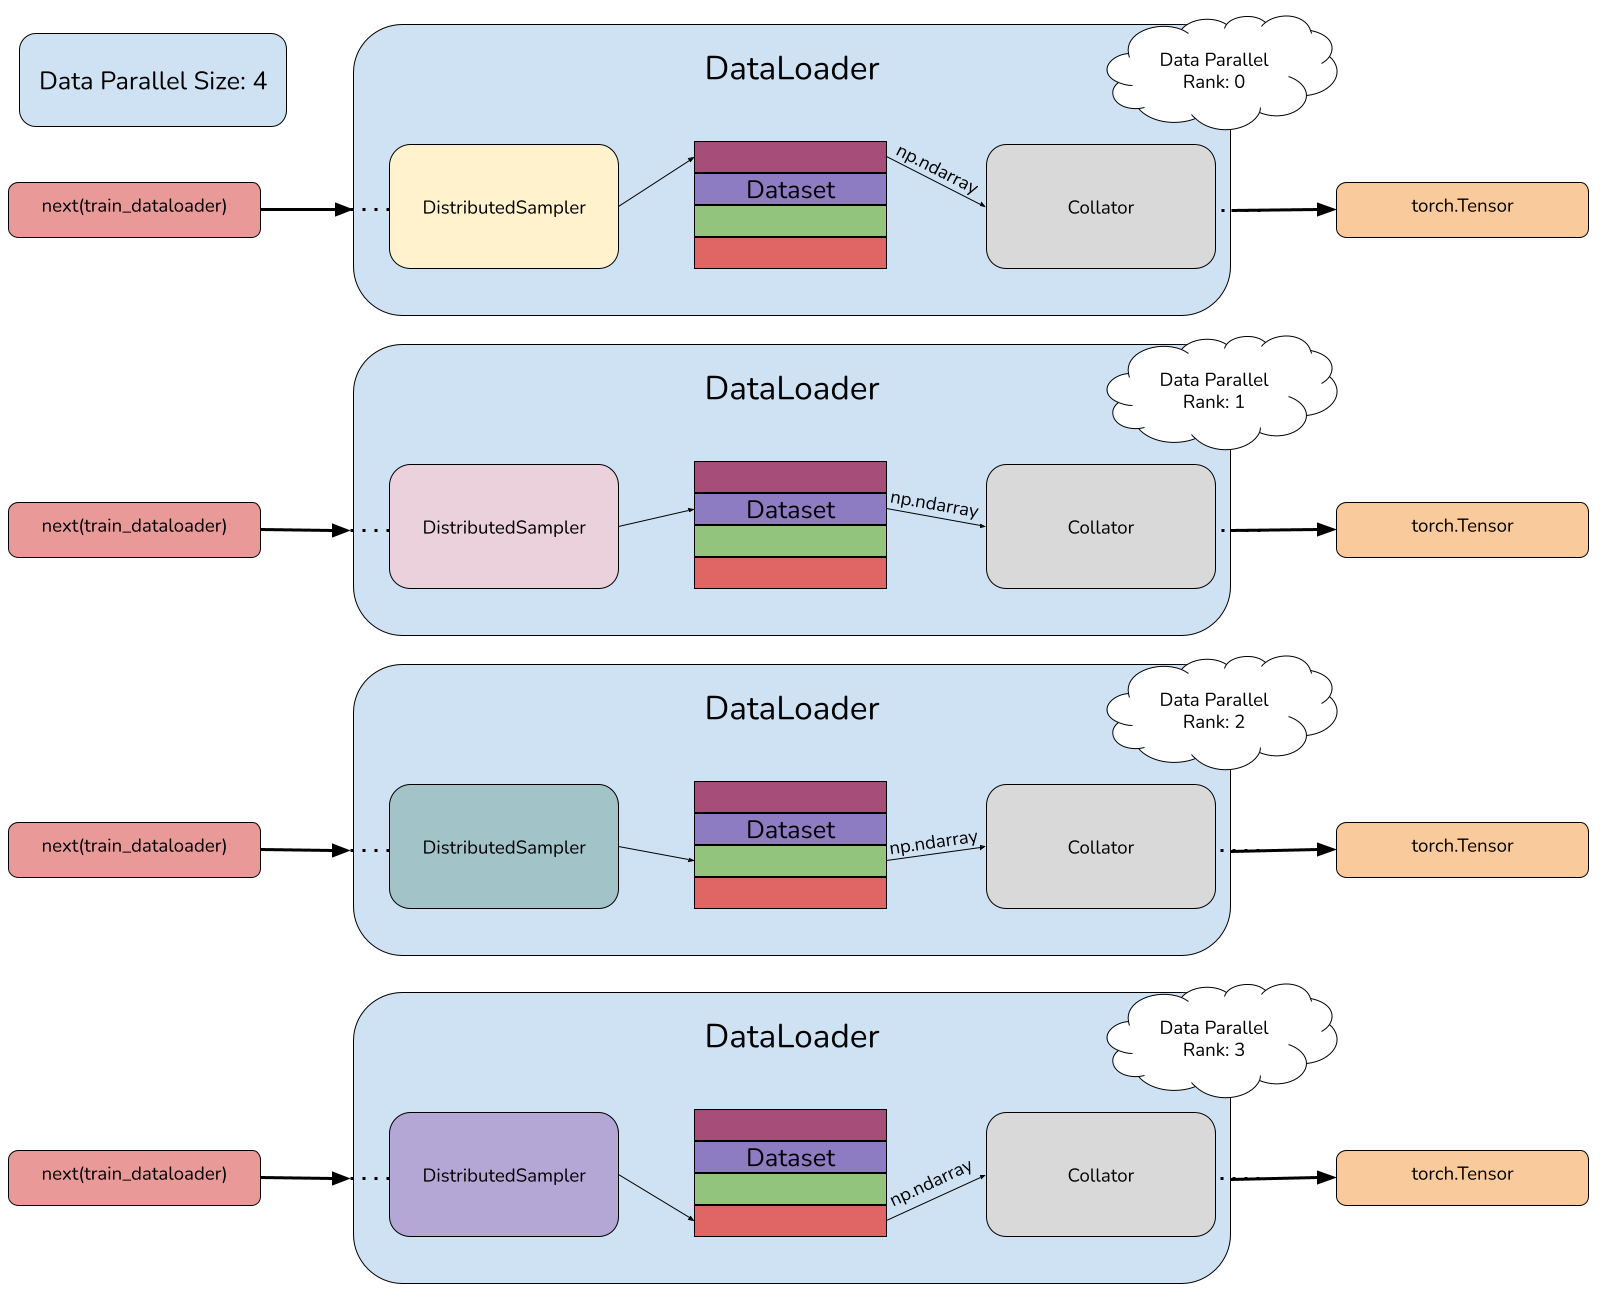 Data Parallel Size: 4
DataLoader
Data Parallel
Rank: 0
next(train_dataloader)
DistributedSampler
Dataset
np.ndarray
Collator
torch.Tensor
DataLoader
Data Parallel
Rank: 1
next(train_dataloader)
DistributedSampler
Dataset
np.ndarray
Collator
torch.Tensor
DataLoader
Data Parallel
Rank: 2
next(train_dataloader)
DistributedSampler
Dataset
np.ndarray
Collator
torch.Tensor
DataLoader
Data Parallel
Rank: 3
next(train_dataloader)
DistributedSampler
Dataset
np.ndarray
Collator
torch.Tensor